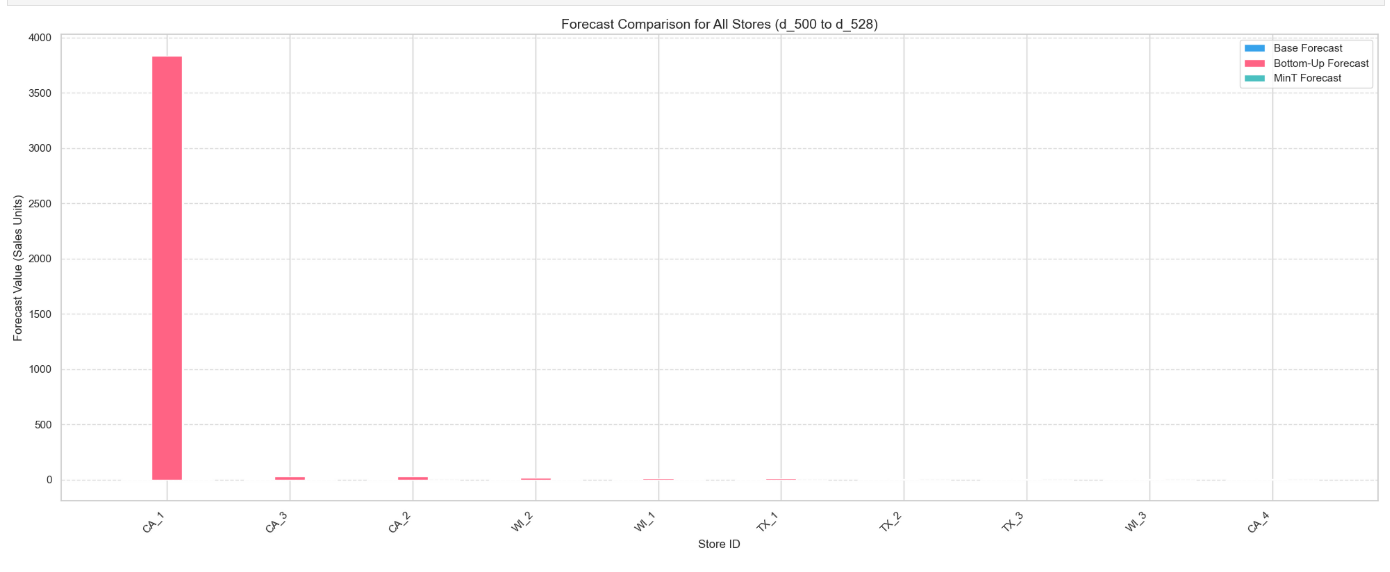 Forecast Comparison for All Stores (d_500 to d_528)
Base Forecast
Bottom-Up Forecast
MinT Forecast
Forecast Value (Sales Units)
4000
3500
3000
2500
2000
1500
1000
500
0
CA_1
CA_3
CA_2
WI_2
WI_1
TX_1
TX_2
TX_3
WI_3
CA_4
Store ID